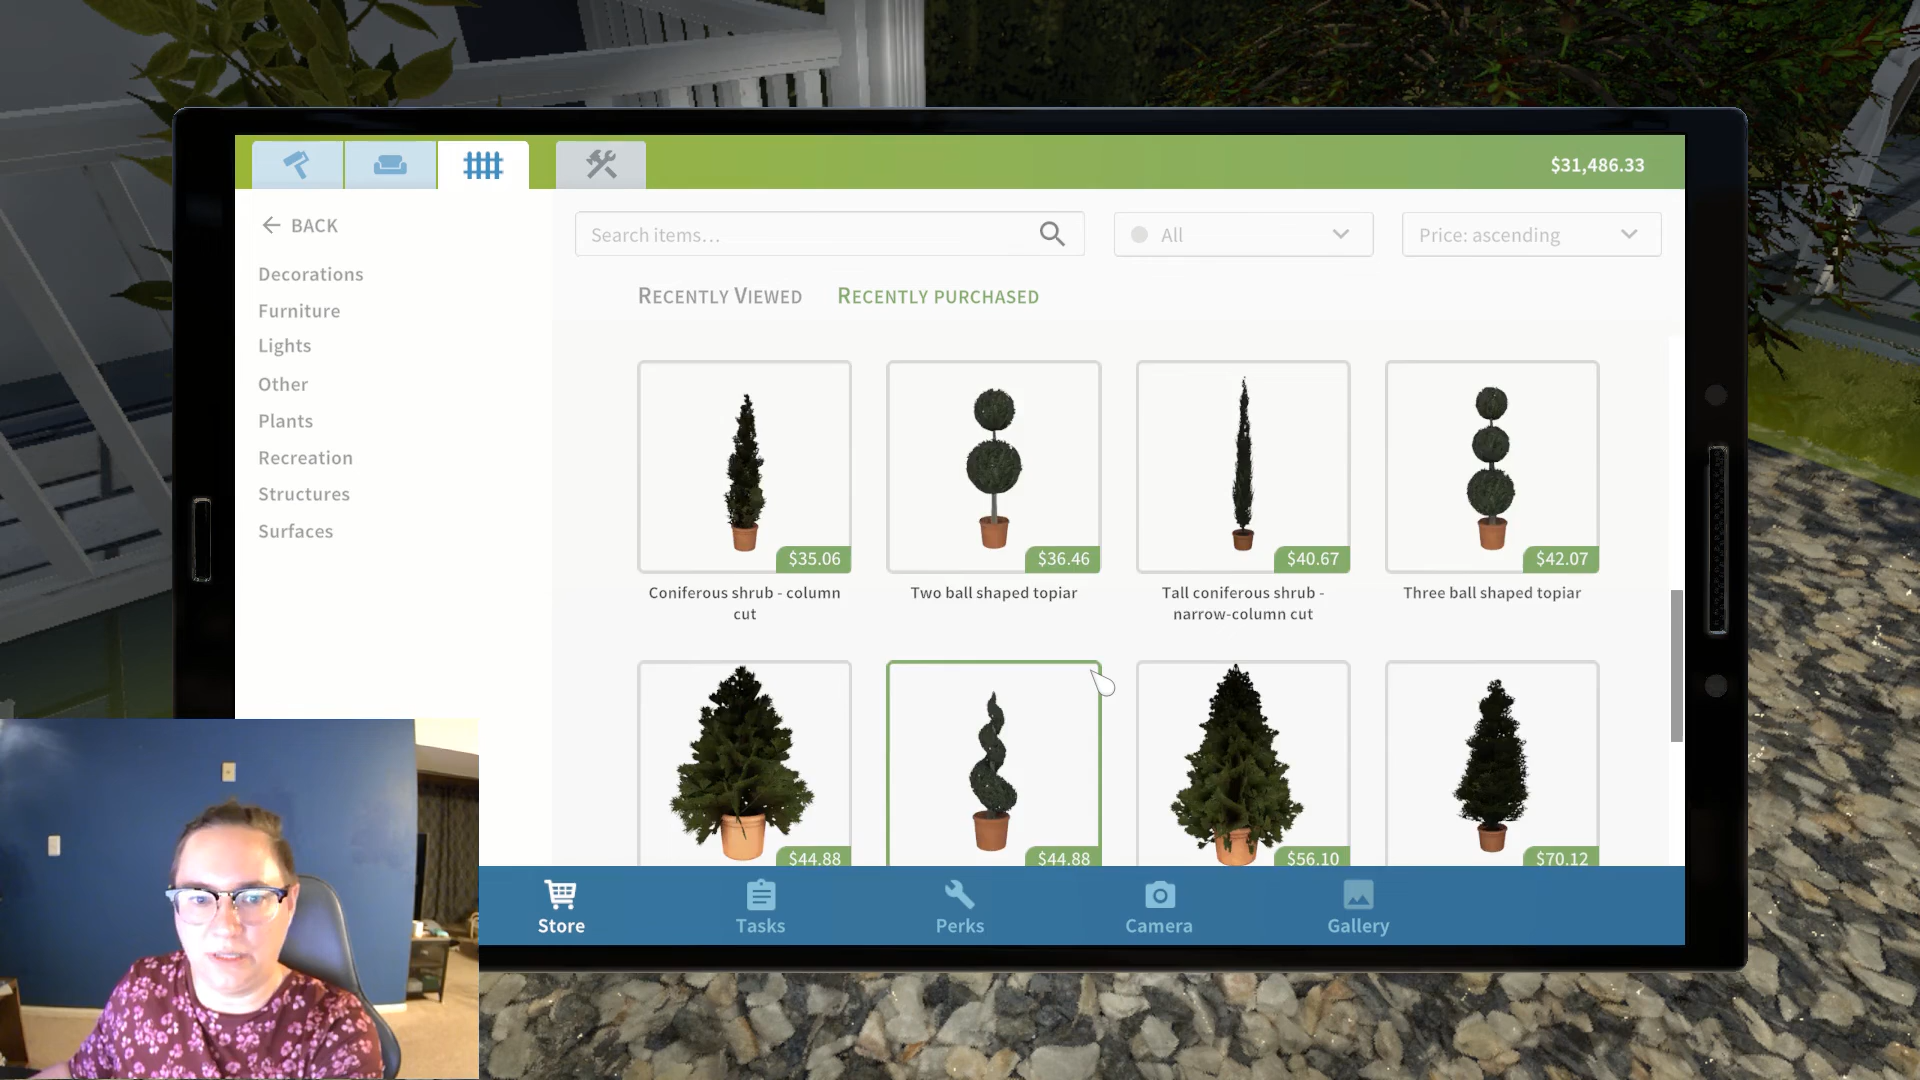 $31,486.33
BACK
Search items...
All
Price: ascending
Decorations
Furniture
Lights
Other
Plants
Recreation
Structures
Surfaces
RECENTLY VIEWED
RECENTLY PURCHASED
$35.06
$36.46
$40.67
$42.07
Coniferous shrub - column
cut
Two ball shaped topiar
Tall coniferous shrub -
narrow-column cut
Three ball shaped topiar
$44.88
$44.88
$56.10
$70.12
Store
Tasks
Perks
Camera
Gallery